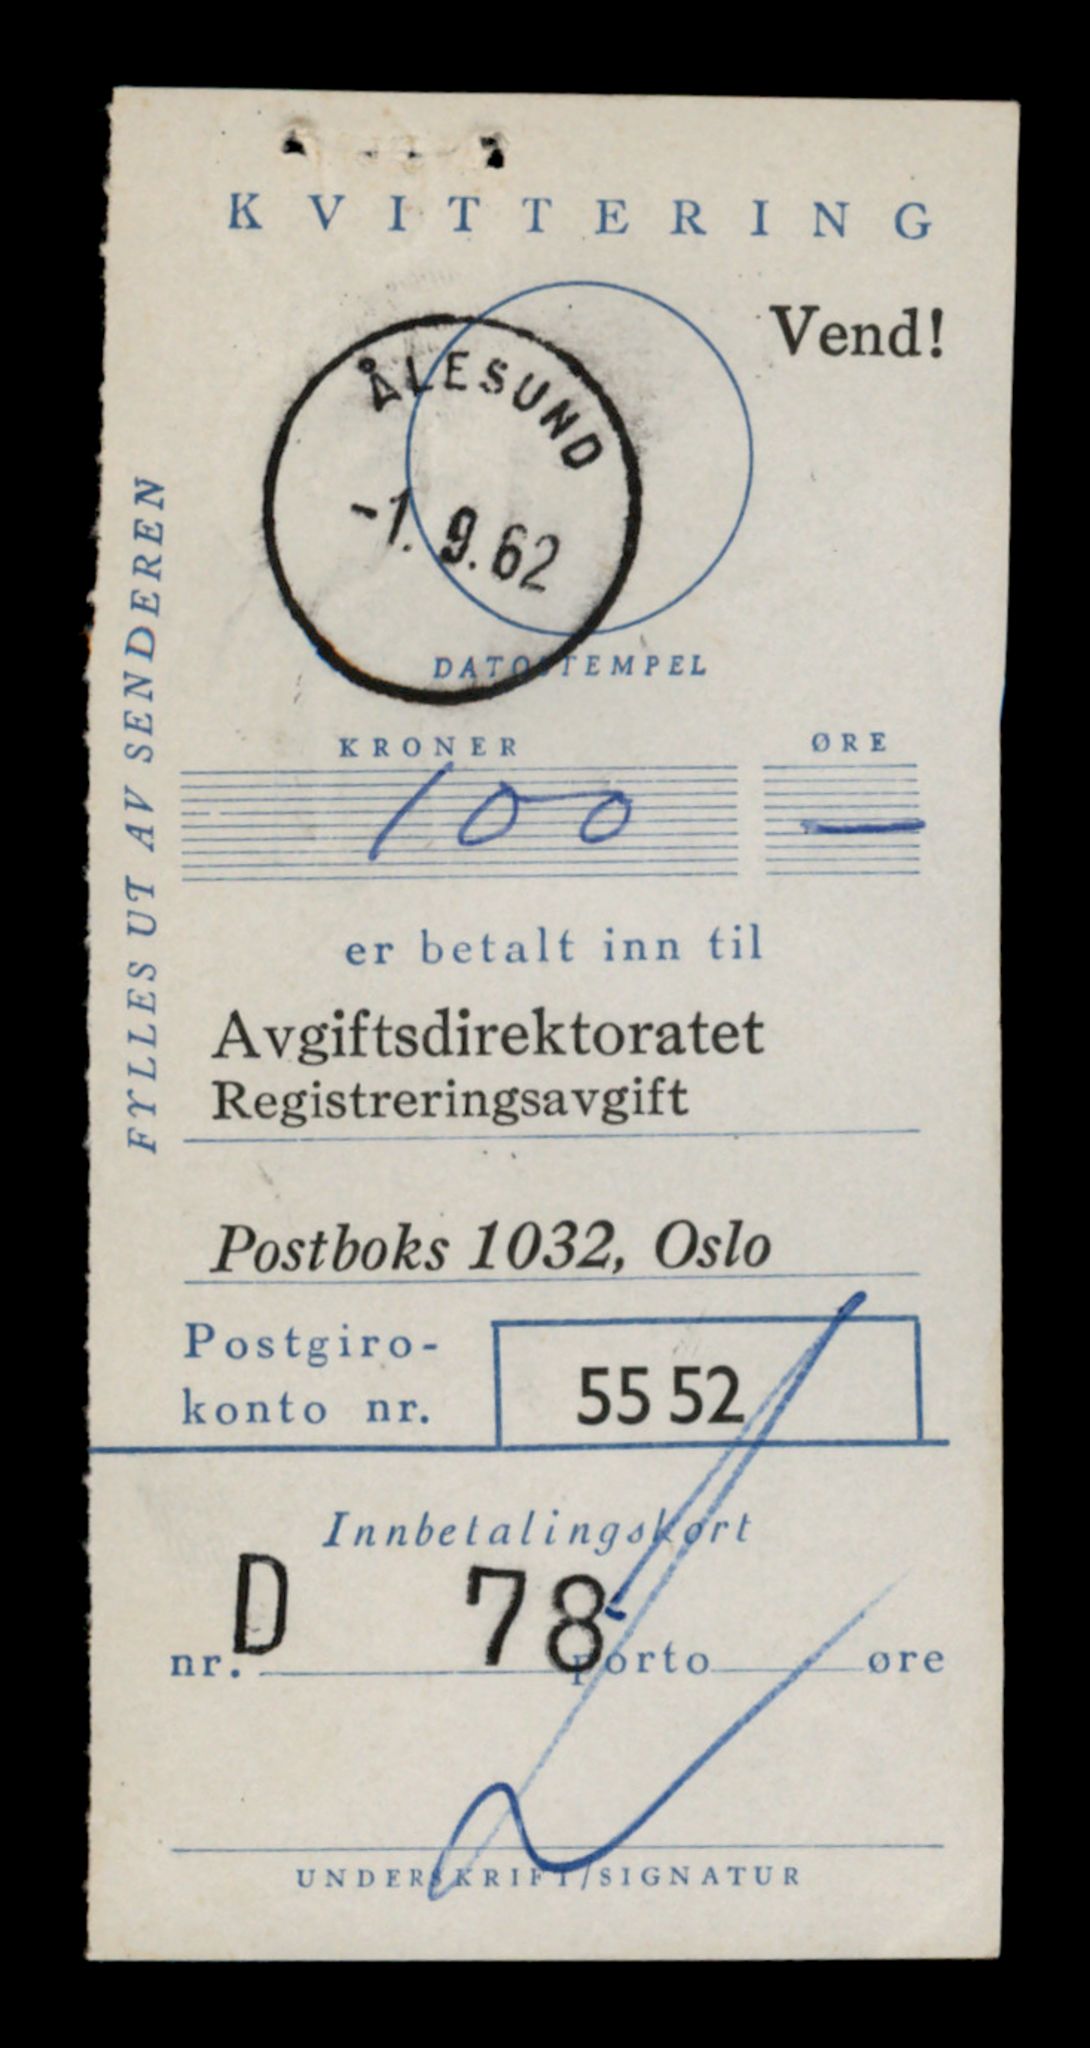 KVITTERING
Vend!
ÅLESUND
-1. 9. 62
DATOSTEMPEL
FYLLES UT AV SENDEREN
KRONER ØRE
100 —
er betalt inn til
Avgiftsdirektoratet
Registreringsavgift
Postboks 1032, Oslo
Postgiro-
konto nr. 55 52
Innbetalingskort
nr. D 78 porto øre
UNDERSKRIFT/SIGNATUR